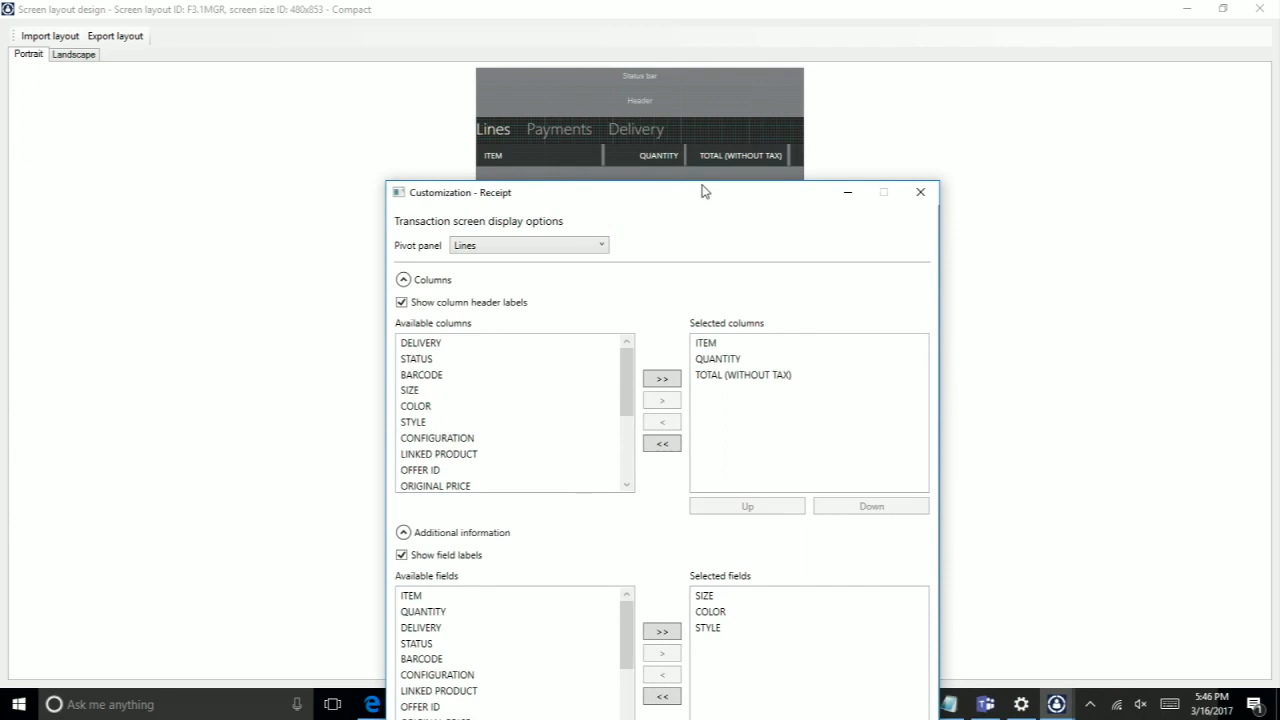 Screen layout design - Screen layout ID: F3.1MGR, screen size ID: 480x853 - Compact
Import layout Export layout
Portrait Landscape
Status bar
Header
Lines Payments Delivery
ITEM QUANTITY TOTAL (WITHOUT TAX)
Customization - Receipt
Transaction screen display options
Pivot panel Lines
Columns
Show column header labels
Available columns
DELIVERY
STATUS
BARCODE
SIZE
COLOR
STYLE
CONFIGURATION
LINKED PRODUCT
OFFER ID
ORIGINAL PRICE
>>
>
<
<<
Selected columns
ITEM
QUANTITY
TOTAL (WITHOUT TAX)
Up Down
Additional information
Show field labels
Available fields
ITEM
QUANTITY
DELIVERY
STATUS
BARCODE
CONFIGURATION
LINKED PRODUCT
OFFER ID
>>
>
<
<<
Selected fields
SIZE
COLOR
STYLE
Ask me anything
5:46 PM
3/16/2017